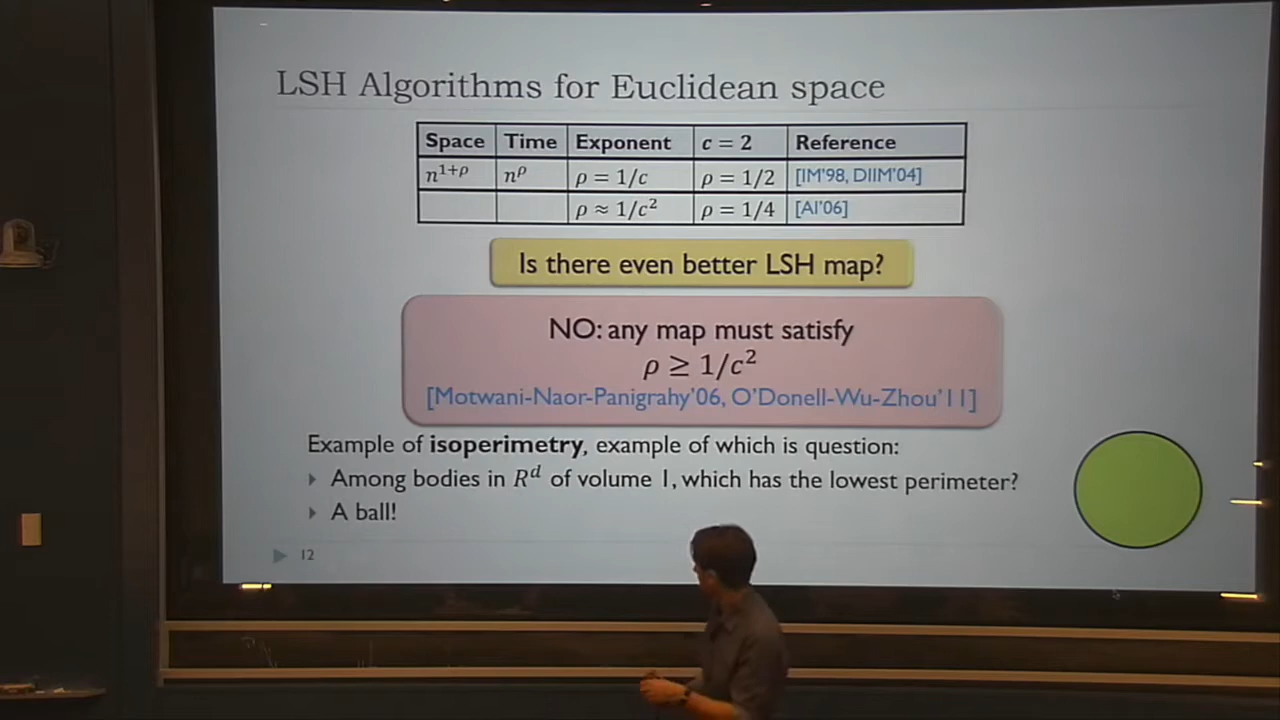 LSH Algorithms for Euclidean space
Space Time Exponent c = 2 Reference
n^{1+ρ} n^ρ ρ = 1/c ρ = 1/2 [IM'98, DIIM'04]
ρ ≈ 1/c² ρ = 1/4 [AI'06]
Is there even better LSH map?
NO: any map must satisfy
ρ ≥ 1/c²
[Motwani-Naor-Panigrahy'06, O'Donell-Wu-Zhou'11]
Example of isoperimetry, example of which is question:
Among bodies in R^d of volume 1, which has the lowest perimeter?
A ball!
12